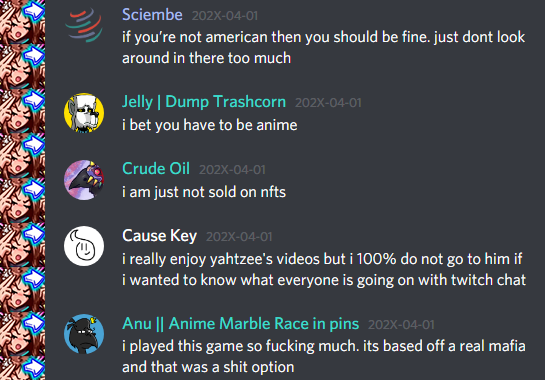 Sciembe 202X-04-01
if you're not american then you should be fine. just dont look
around in there too much
Jelly | Dump Trashcorn 202X-04-01
i bet you have to be anime
Crude Oil 202X-04-01
i am just not sold on nfts
Cause Key 202X-04-01
i really enjoy yahtzee's videos but i 100% do not go to him if
i wanted to know what everyone is going on with twitch chat
Anu || Anime Marble Race in pins 202X-04-01
i played this game so fucking much. its based off a real mafia
and that was a shit option